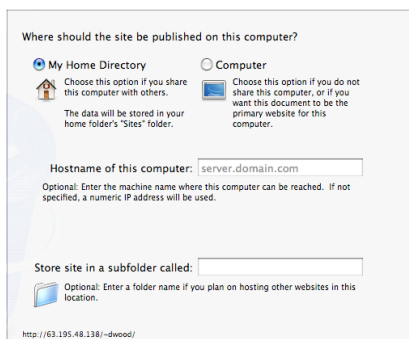 Where should the site be published on this computer?
My Home Directory
Choose this option if you share
this computer with others.
The data will be stored in your
home folder's "Sites" folder.
Computer
Choose this option if you do not
share this computer, or if you
want this document to be the
primary website for this
computer.
Hostname of this computer: server.domain.com
Optional: Enter the machine name where this computer can be reached. If not
specified, a numeric IP address will be used.
Store site in a subfolder called:
Optional: Enter a folder name if you plan on hosting other websites in this
location.
http://63.195.48.138/~dwood/